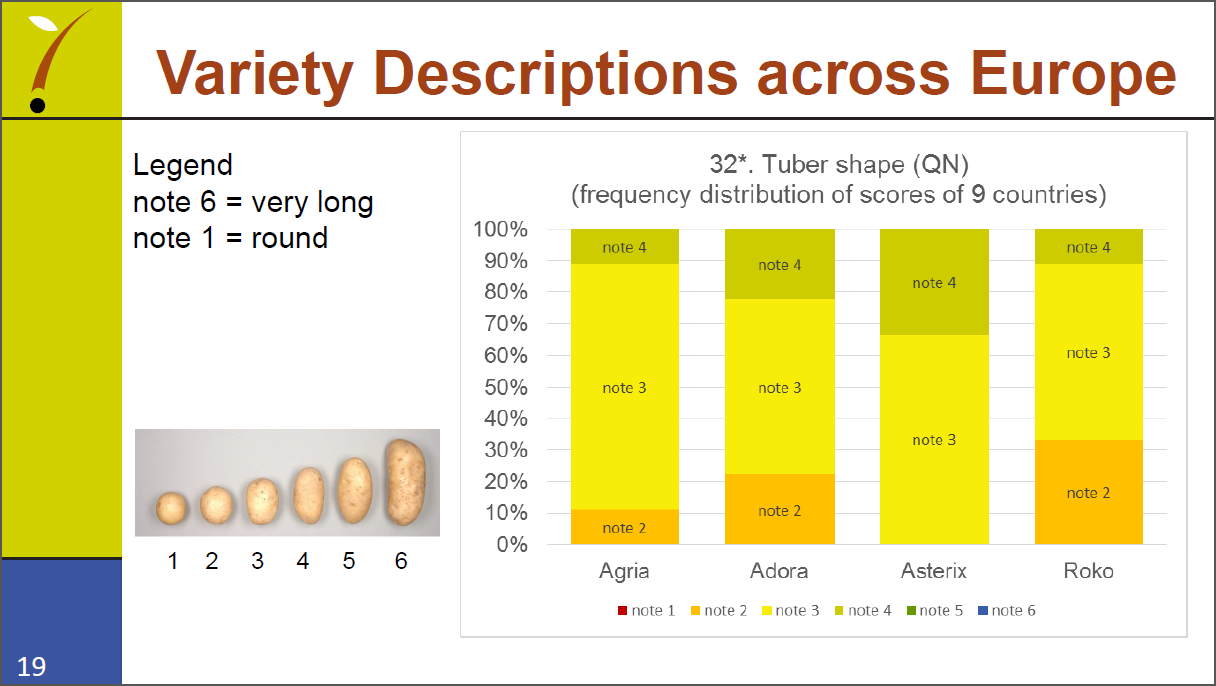 Variety Descriptions across Europe
Legend
note 6 = very long
note 1 = round
1 2 3 4 5 6
32*. Tuber shape (QN)
(frequency distribution of scores of 9 countries)
100%
90%
80%
70%
60%
50%
40%
30%
20%
10%
0%
note 4
note 3
note 2
note 4
note 3
note 2
note 4
note 3
note 4
note 3
note 2
Agria Adora Asterix Roko
note 1 note 2 note 3 note 4 note 5 note 6
19